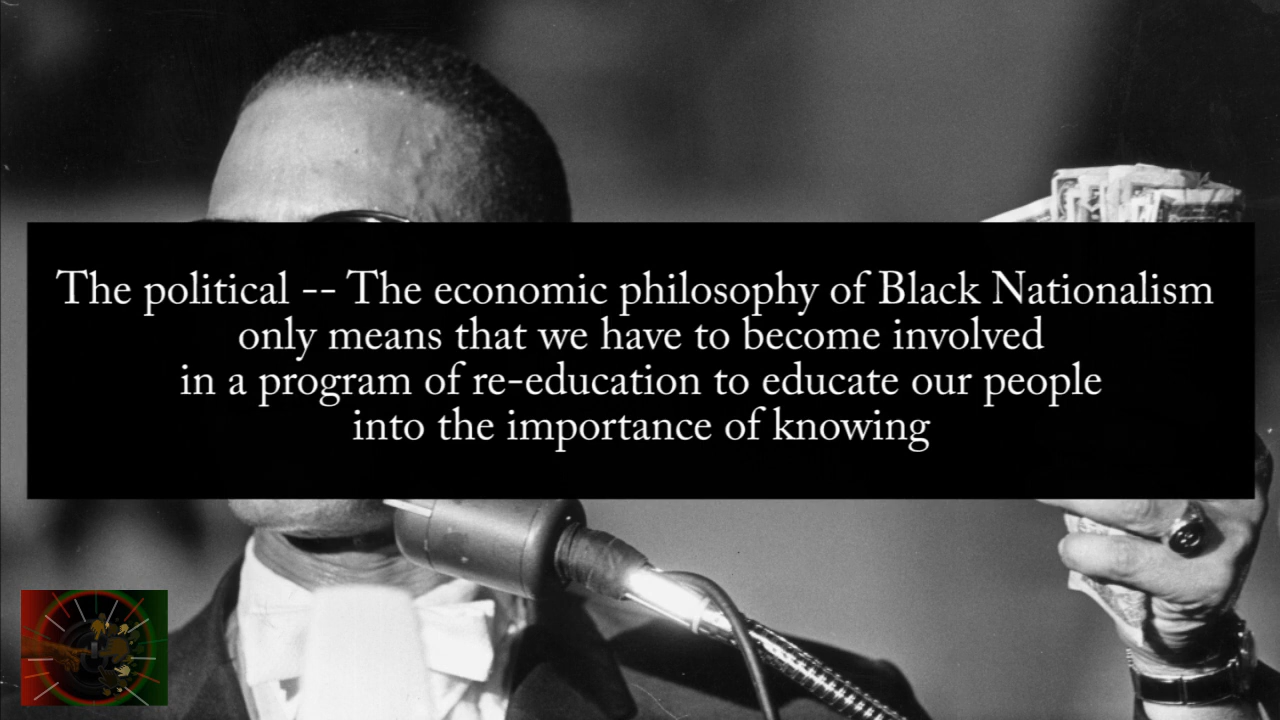 The political -- The economic philosophy of Black Nationalism
only means that we have to become involved
in a program of re-education to educate our people
into the importance of knowing